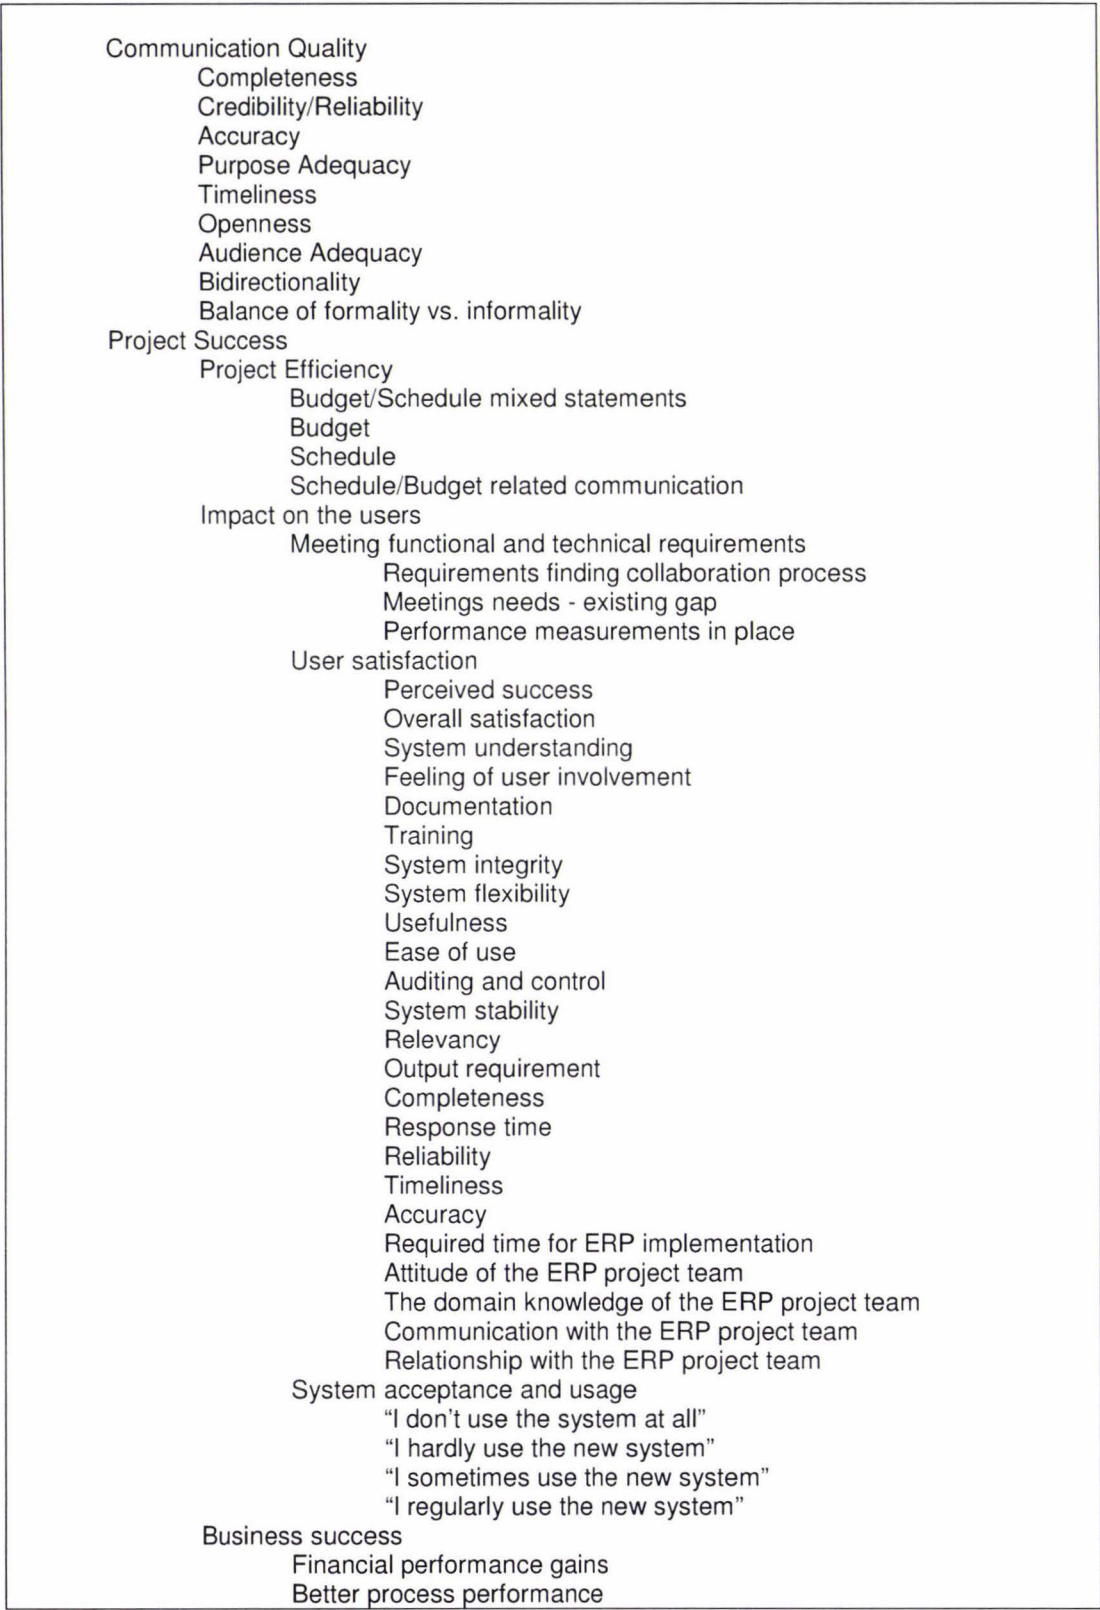 Communication Quality
Completeness
Credibility/Reliability
Accuracy
Purpose Adequacy
Timeliness
Openness
Audience Adequacy
Bidirectionality
Balance of formality vs. informality
Project Success
Project Efficiency
Budget/Schedule mixed statements
Budget
Schedule
Schedule/Budget related communication
Impact on the users
Meeting functional and technical requirements
Requirements finding collaboration process
Meetings needs - existing gap
Performance measurements in place
User satisfaction
Perceived success
Overall satisfaction
System understanding
Feeling of user involvement
Documentation
Training
System integrity
System flexibility
Usefulness
Ease of use
Auditing and control
System stability
Relevancy
Output requirement
Completeness
Response time
Reliability
Timeliness
Accuracy
Required time for ERP implementation
Attitude of the ERP project team
The domain knowledge of the ERP project team
Communication with the ERP project team
Relationship with the ERP project team
System acceptance and usage
“I don't use the system at all”
“I hardly use the new system”
“I sometimes use the new system”
“I regularly use the new system”
Business success
Financial performance gains
Better process performance